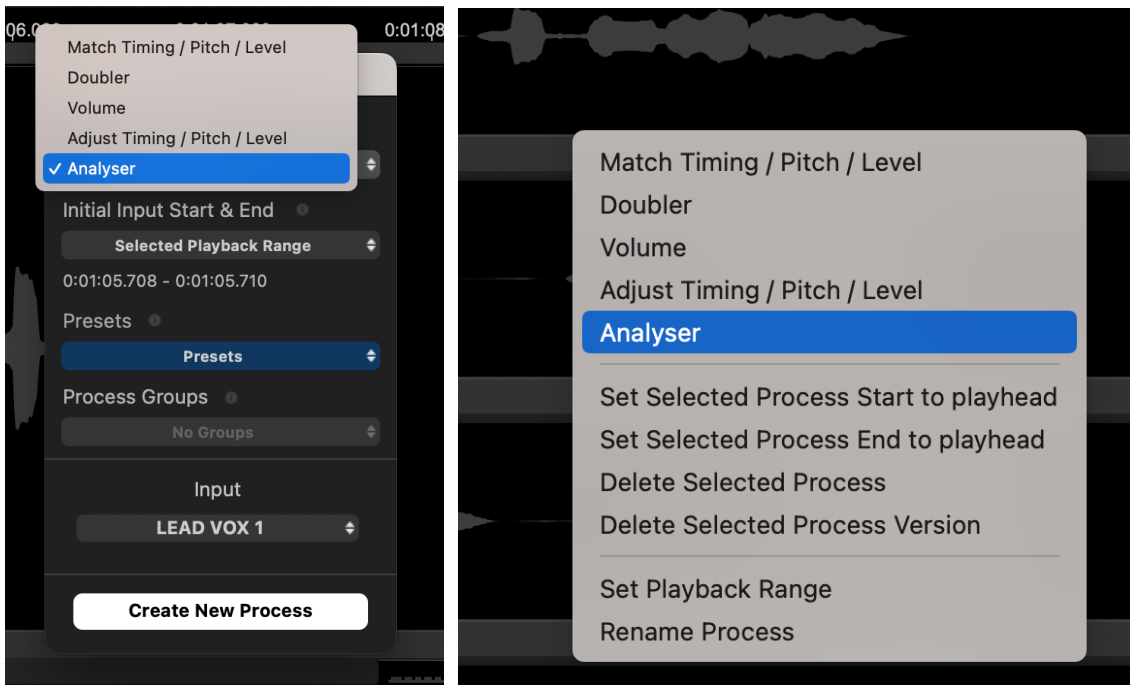 0:01:08
Match Timing / Pitch / Level
Doubler
Volume
Adjust Timing / Pitch / Level
✓ Analyser
Initial Input Start & End
Selected Playback Range
0:01:05.708 - 0:01:05.710
Presets
Presets
Process Groups
No Groups
Input
LEAD VOX 1
Create New Process
Match Timing / Pitch / Level
Doubler
Volume
Adjust Timing / Pitch / Level
Analyser
Set Selected Process Start to playhead
Set Selected Process End to playhead
Delete Selected Process
Delete Selected Process Version
Set Playback Range
Rename Process